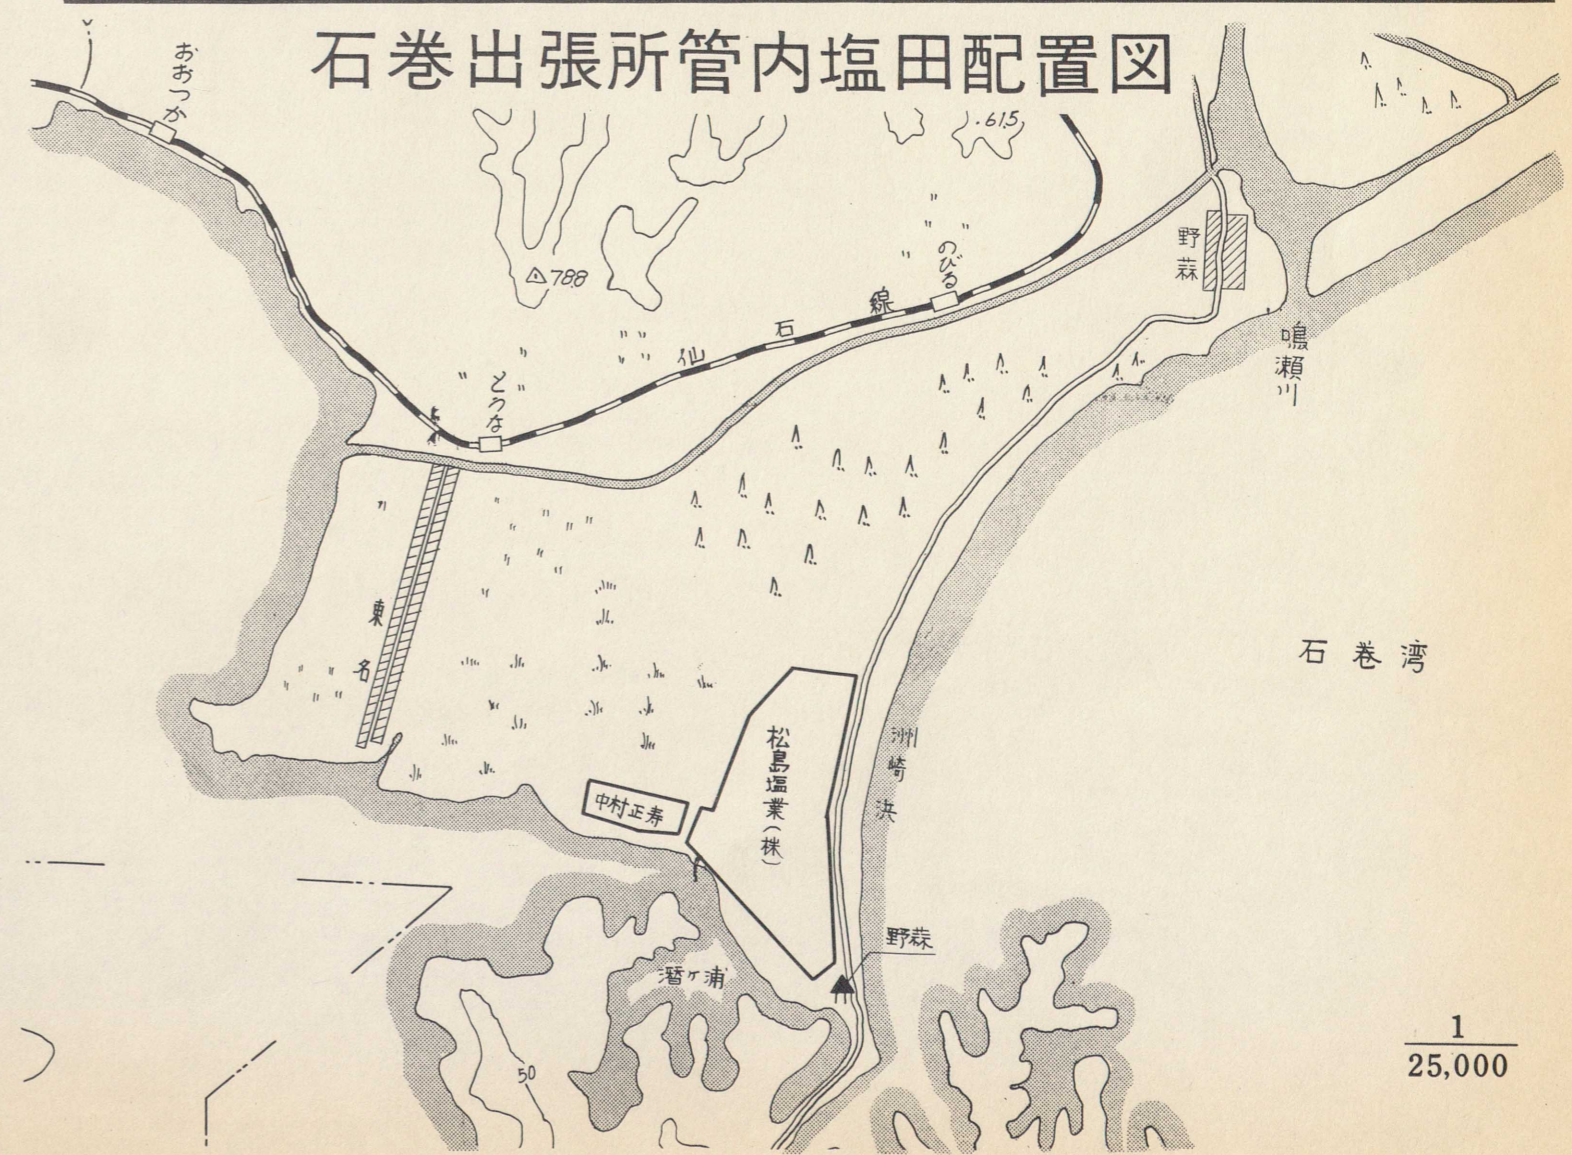 石巻出張所管内塩田配置図
おおつか
.615
788
野蒜
のびる
仙石線
鳴瀬川
とうな
東名
石巻湾
松島塩業(株)
洲崎浜
中村正寿
野蒜
潜ヶ浦
50
1
25,000